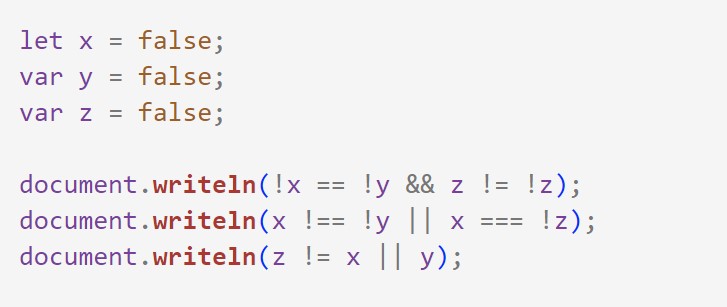 let x = false;
var y = false;
var z = false;
document.writeln(!x == !y && z != !z);
document.writeln(x !== !y || x === !z);
document.writeln(z != x || y);